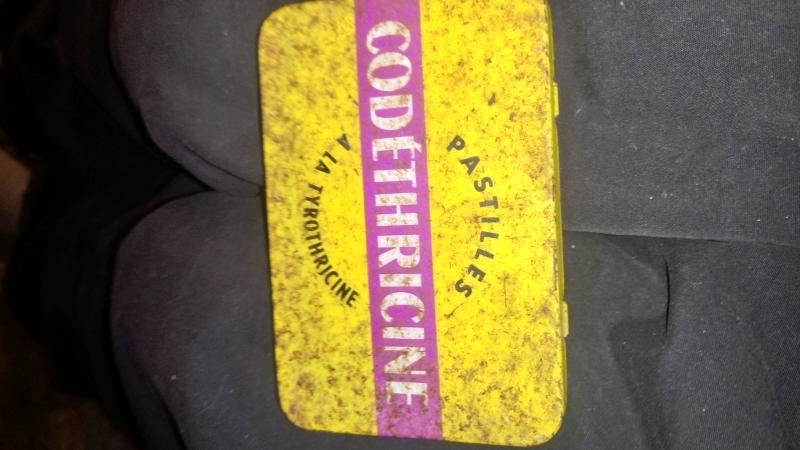 PASTILLES
CODÉTHRICINE
A LA TYROTHRICINE